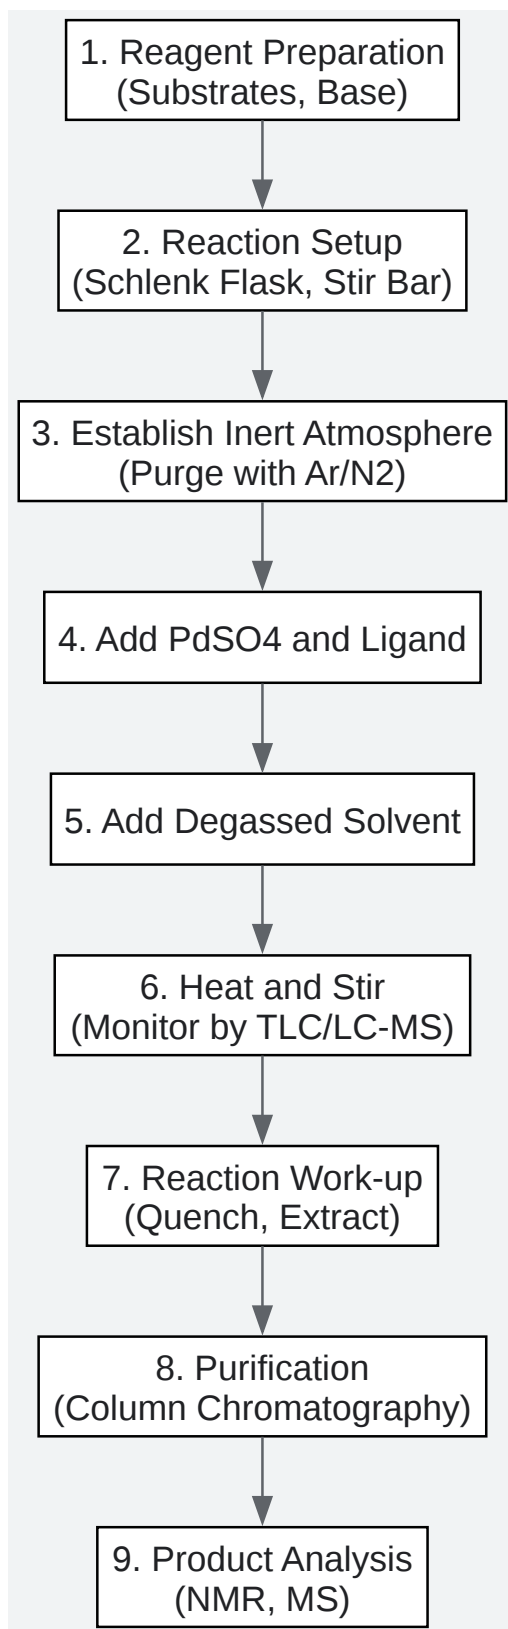 1. Reagent Preparation
(Substrates, Base)
2. Reaction Setup
(Schlenk Flask, Stir Bar)
3. Establish Inert Atmosphere
(Purge with Ar/N2)
4. Add PdSO4 and Ligand
5. Add Degassed Solvent
6. Heat and Stir
(Monitor by TLC/LC-MS)
7. Reaction Work-up
(Quench, Extract)
8. Purification
(Column Chromatography)
9. Product Analysis
(NMR, MS)